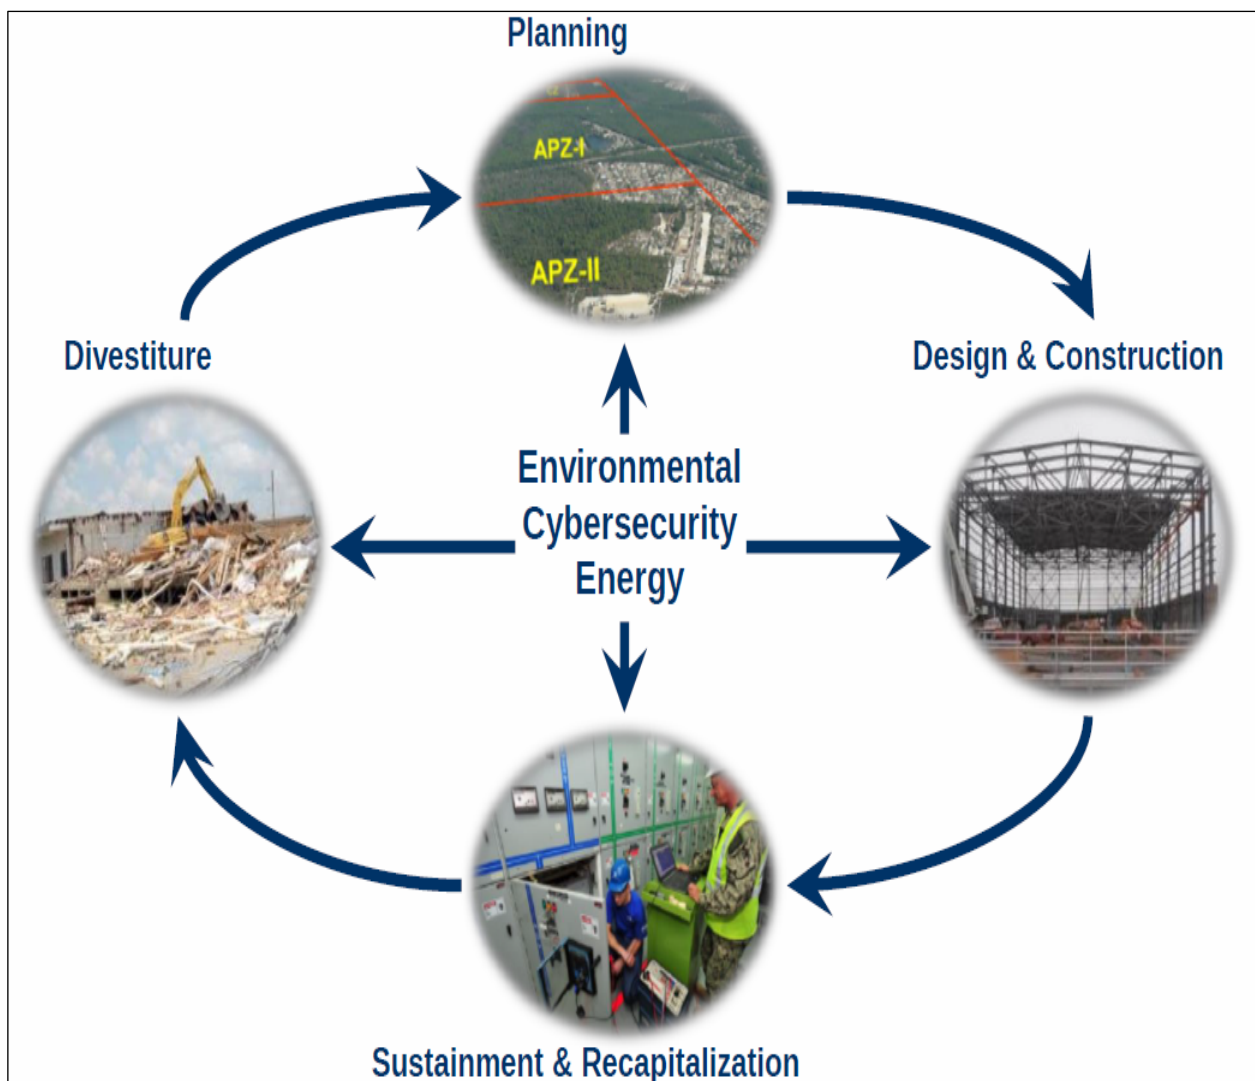 Planning
APZ-I
APZ-II
Divestiture
Design & Construction
Environmental
Cybersecurity
Energy
Sustainment & Recapitalization